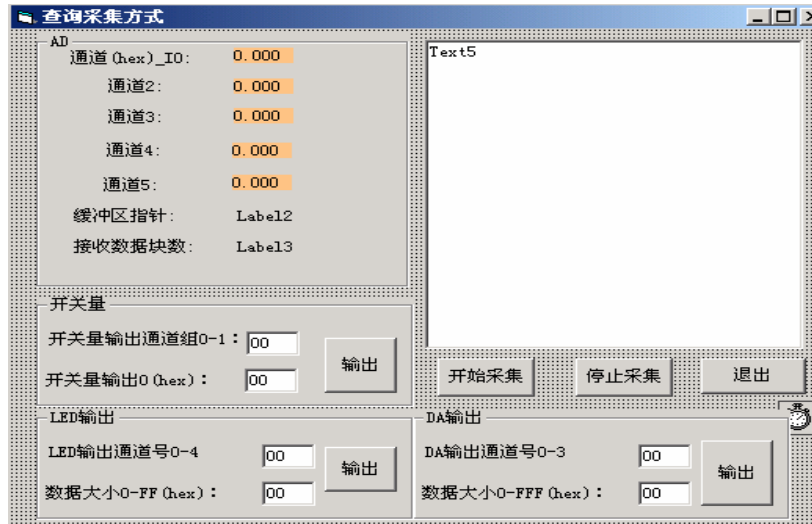 查询采集方式
AD
通道(hex)_IO: 0.000
通道2: 0.000
通道3: 0.000
通道4: 0.000
通道5: 0.000
缓冲区指针: Label2
接收数据块数: Label3
Text5
开关量
开关量输出通道组0-1: 00
开关量输出0(hex): 00
输出
开始采集
停止采集
退出
LED输出
LED输出通道号0-4 00
数据大小0-FF(hex): 00
输出
DA输出
DA输出通道号0-3 00
数据大小0-FFF(hex): 00
输出